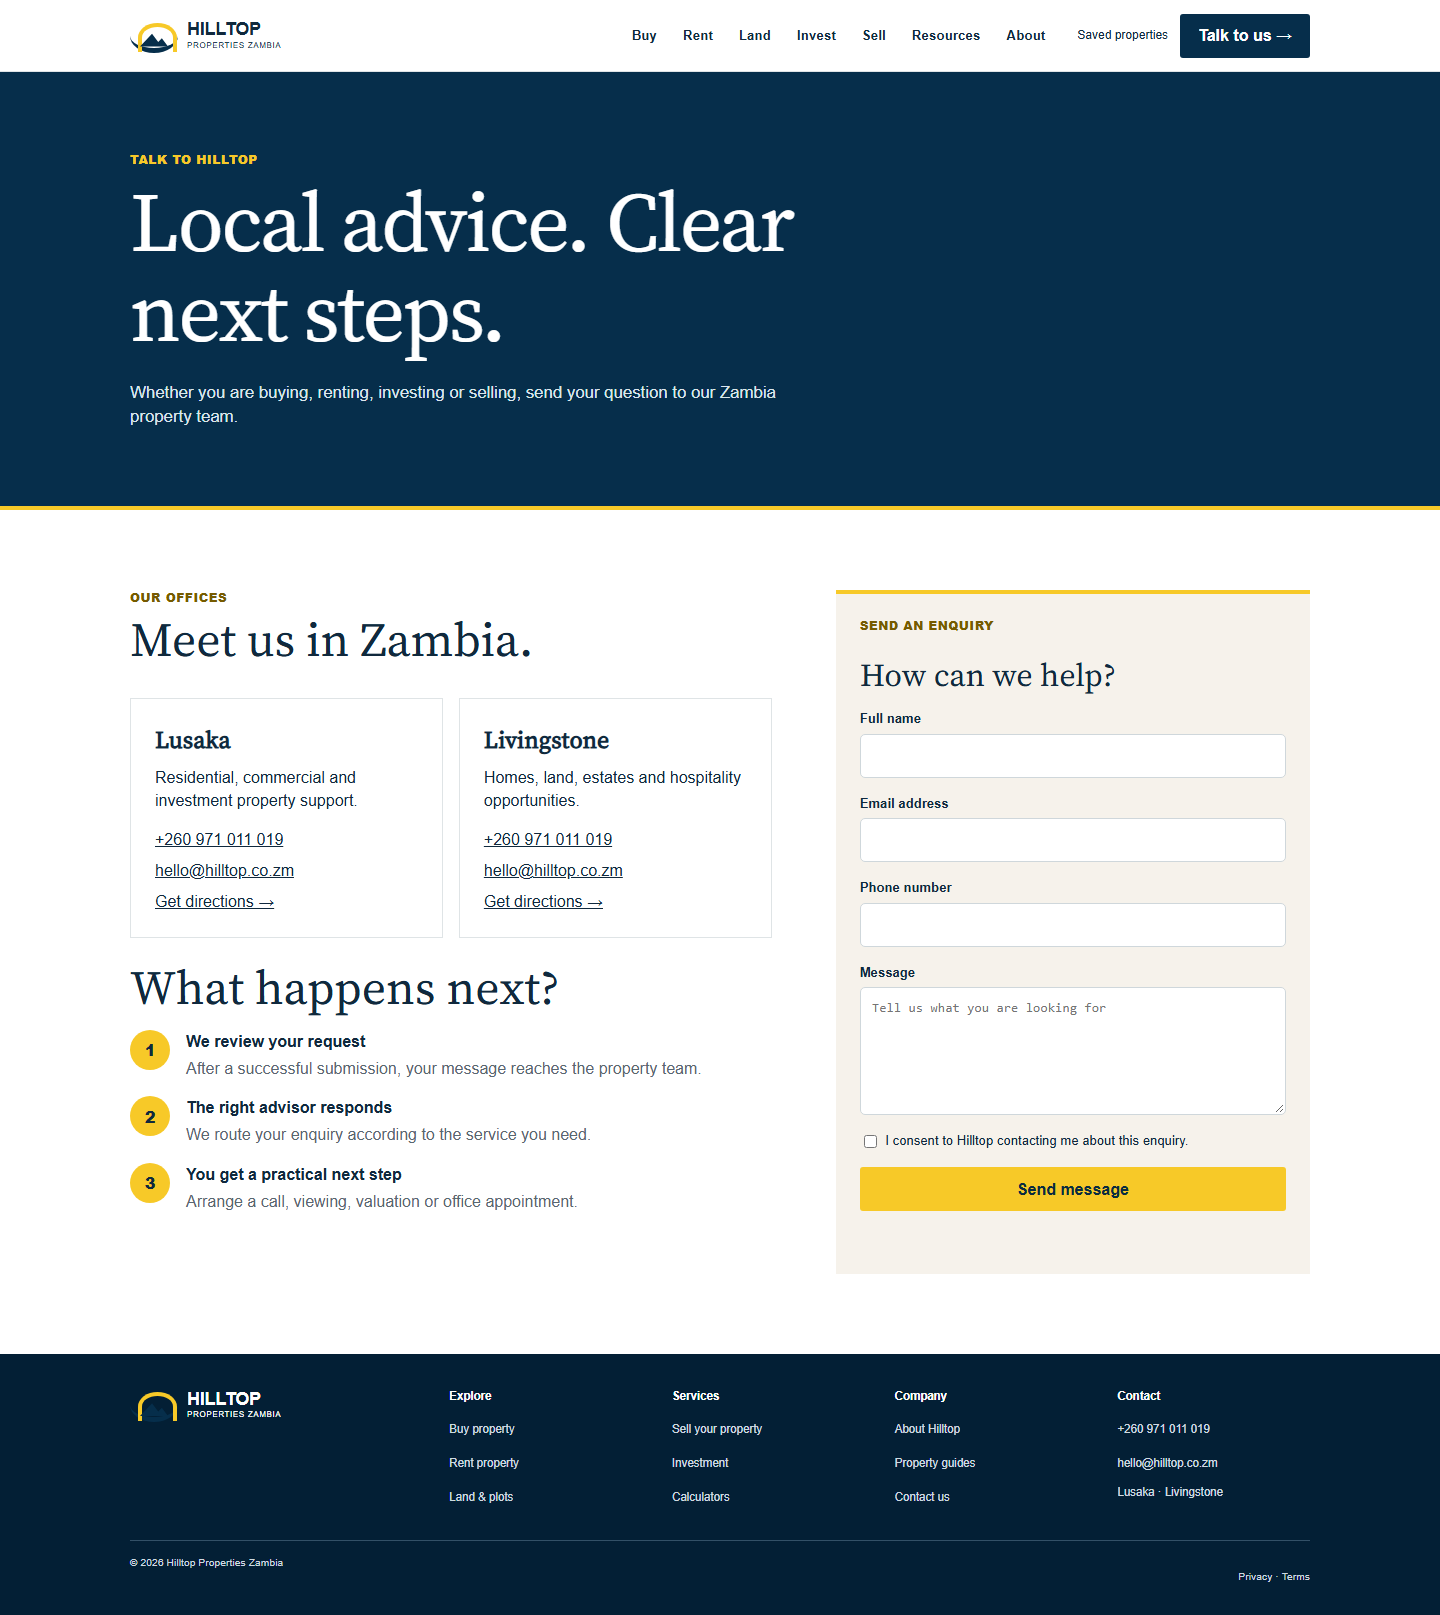 HILLTOP
PROPERTIES ZAMBIA
Buy Rent Land Invest Sell Resources About Saved properties Talk to us →
TALK TO HILLTOP
Local advice. Clear
next steps.
Whether you are buying, renting, investing or selling, send your question to our Zambia
property team.
OUR OFFICES
Meet us in Zambia.
Lusaka
Residential, commercial and
investment property support.
+260 971 011 019
hello@hilltop.co.zm
Get directions →
Livingstone
Homes, land, estates and hospitality
opportunities.
+260 971 011 019
hello@hilltop.co.zm
Get directions →
What happens next?
1
We review your request
After a successful submission, your message reaches the property team.
2
The right advisor responds
We route your enquiry according to the service you need.
3
You get a practical next step
Arrange a call, viewing, valuation or office appointment.
SEND AN ENQUIRY
How can we help?
Full name
Email address
Phone number
Message
Tell us what you are looking for
I consent to Hilltop contacting me about this enquiry.
Send message
HILLTOP
PROPERTIES ZAMBIA
Explore
Buy property
Rent property
Land & plots
Services
Sell your property
Investment
Calculators
Company
About Hilltop
Property guides
Contact us
Contact
+260 971 011 019
hello@hilltop.co.zm
Lusaka · Livingstone
© 2026 Hilltop Properties Zambia
Privacy · Terms